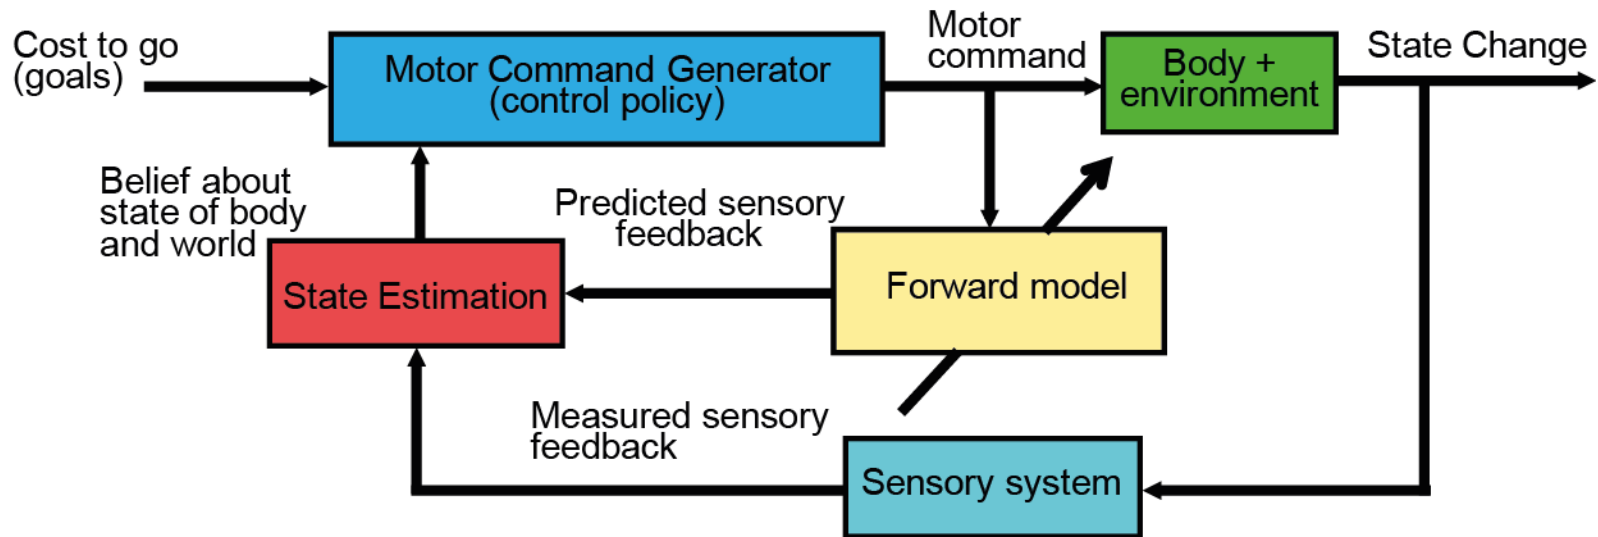 Cost to go
(goals)
Motor Command Generator
(control policy)
Motor
command
Body +
environment
State Change
Belief about
state of body
and world
Predicted sensory
feedback
State Estimation
Forward model
Measured sensory
feedback
Sensory system